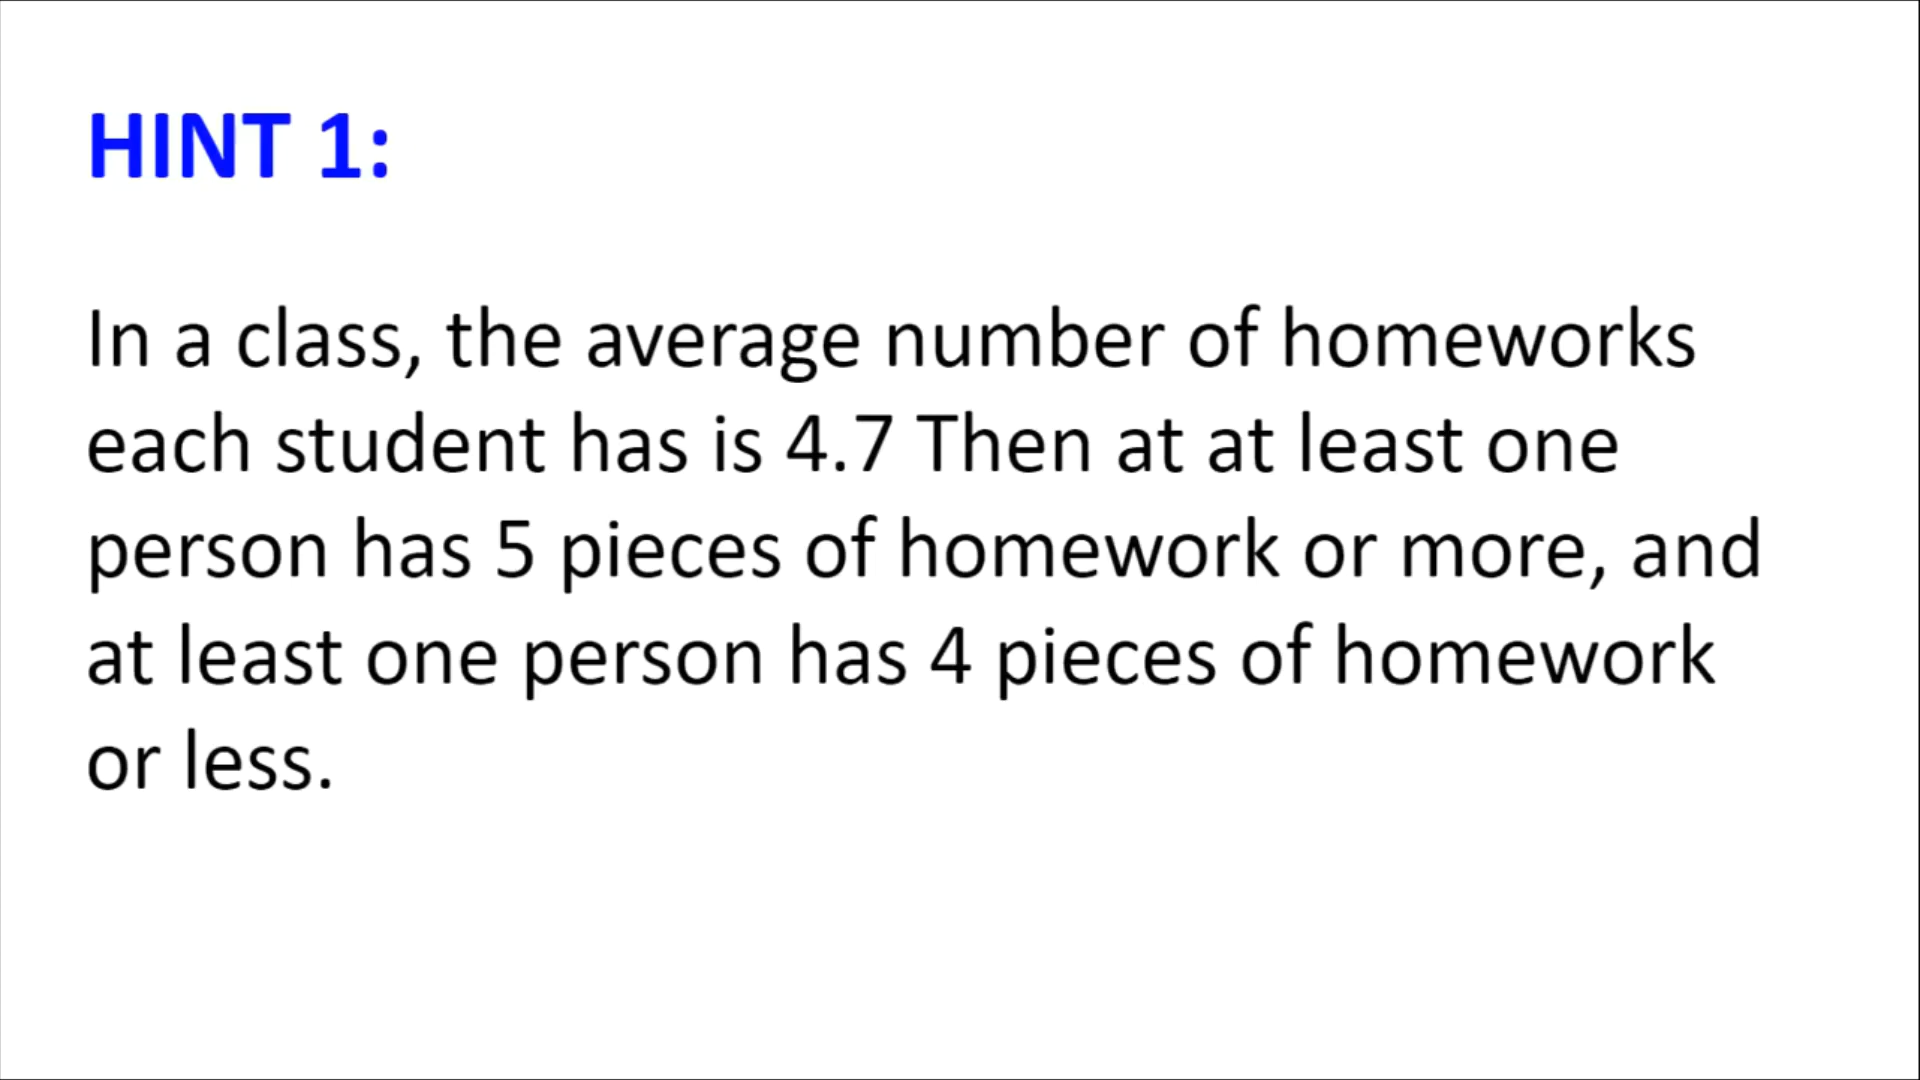 HINT 1:
In a class, the average number of homeworks
each student has is 4.7 Then at at least one
person has 5 pieces of homework or more, and
at least one person has 4 pieces of homework
or less.